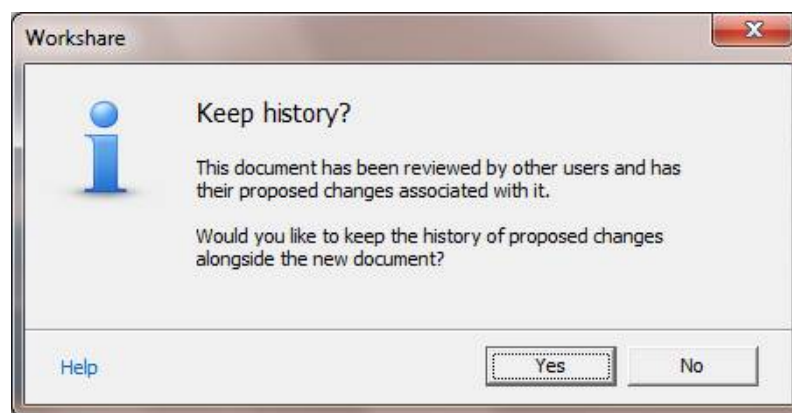 Workshare
Keep history?
This document has been reviewed by other users and has
their proposed changes associated with it.
Would you like to keep the history of proposed changes
alongside the new document?
Help
Yes
No